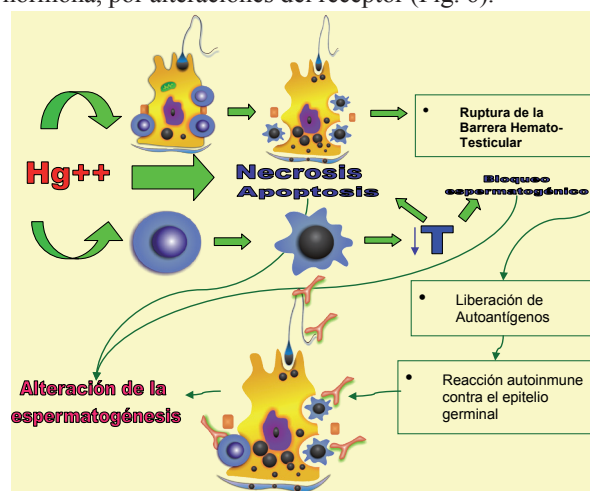 hormona, por alteraciones del receptor (Fig. 6).
• Ruptura de la
Barrera Hemato-
Testicular
Hg++
Necrosis
Apoptosis
Bloqueo
espermatogénico
↓T
• Liberación de
Autoantígenos
• Reacción autoinmune
contra el epitelio
germinal
Alteración de la
espermatogénesis